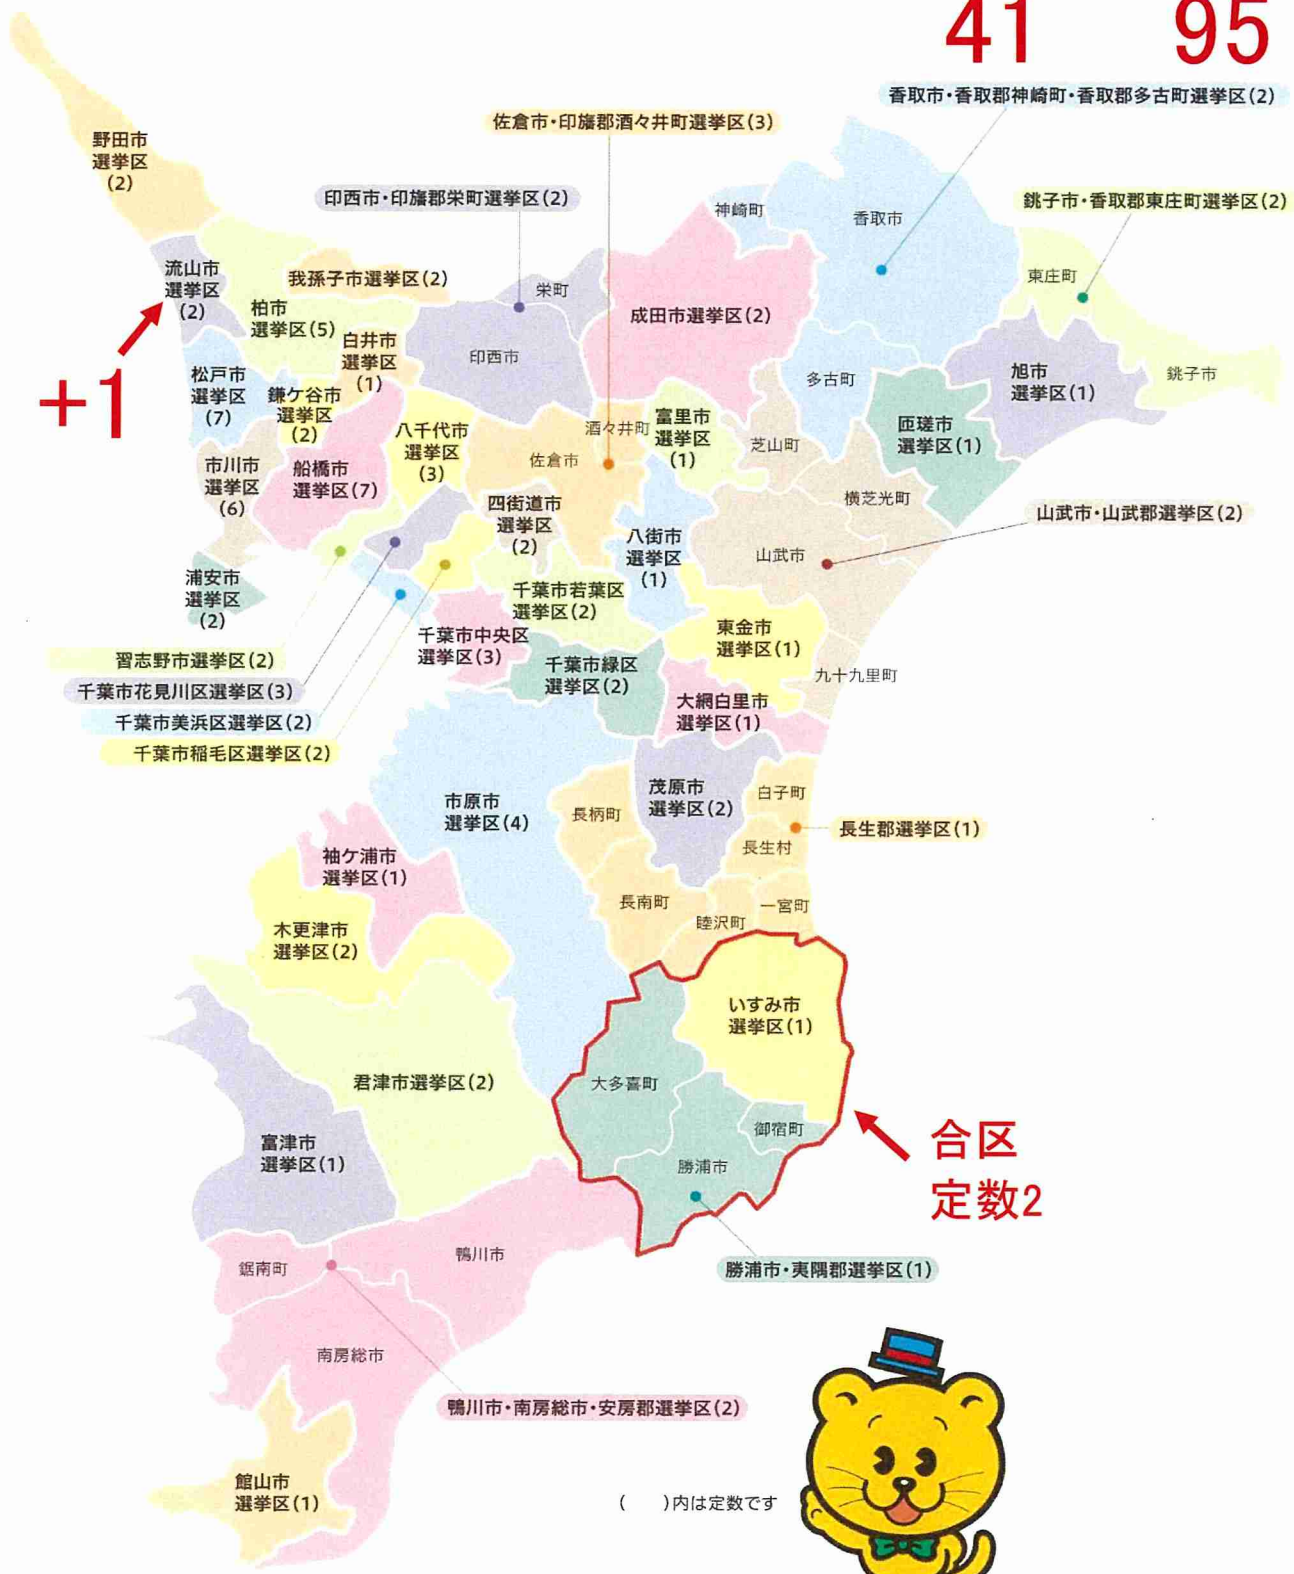 41 95
香取市・香取郡神崎町・香取郡多古町選挙区(2)
佐倉市・印旛郡酒々井町選挙区(3)
野田市
選挙区
(2)
印西市・印旛郡栄町選挙区(2)
銚子市・香取郡東庄町選挙区(2)
神崎町
香取市
流山市
選挙区
(2)
我孫子市選挙区(2)
栄町
東庄町
柏市
選挙区(5)
成田市選挙区(2)
白井市
選挙区
(1)
印西市
+1
松戸市
選挙区
(7)
鎌ケ谷市
選挙区
(2)
多古町
旭市
選挙区(1)
銚子市
八千代市
選挙区
(3)
酒々井町
富里市
選挙区
(1)
芝山町
匝瑳市
選挙区(1)
市川市
選挙区
(6)
船橋市
選挙区(7)
佐倉市
横芝光町
四街道市
選挙区
(2)
山武市・山武郡選挙区(2)
八街市
選挙区
(1)
山武市
浦安市
選挙区
(2)
千葉市若葉区
選挙区(2)
千葉市中央区
選挙区(3)
東金市
選挙区(1)
習志野市選挙区(2)
千葉市緑区
選挙区(2)
九十九里町
千葉市花見川区選挙区(3)
大網白里市
選挙区(1)
千葉市美浜区選挙区(2)
千葉市稲毛区選挙区(2)
市原市
選挙区(4)
長柄町
茂原市
選挙区(2)
白子町
長生郡選挙区(1)
長生村
袖ケ浦市
選挙区(1)
長南町
睦沢町
一宮町
木更津市
選挙区(2)
いすみ市
選挙区(1)
君津市選挙区(2)
大多喜町
御宿町
合区
定数2
富津市
選挙区(1)
勝浦市
勝浦市・夷隅郡選挙区(1)
鋸南町
鴨川市
南房総市
鴨川市・南房総市・安房郡選挙区(2)
館山市
選挙区(1)
( )内は定数です